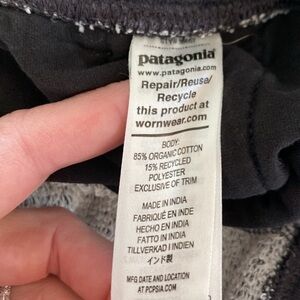 patagonia®
www.patagonia.com
Repair/Reuse/
Recycle
this product at
wornwear.com
BODY:
85% ORGANIC COTTON
15% RECYCLED
POLYESTER
EXCLUSIVE OF TRIM
MADE IN INDIA
FABRIQUÉ EN INDE
HECHO EN INDIA
FATTO IN INDIA
TILLVERKAD I INDIEN
インド製
MFG DATE AND LOCATION
AT PCPSIA.COM